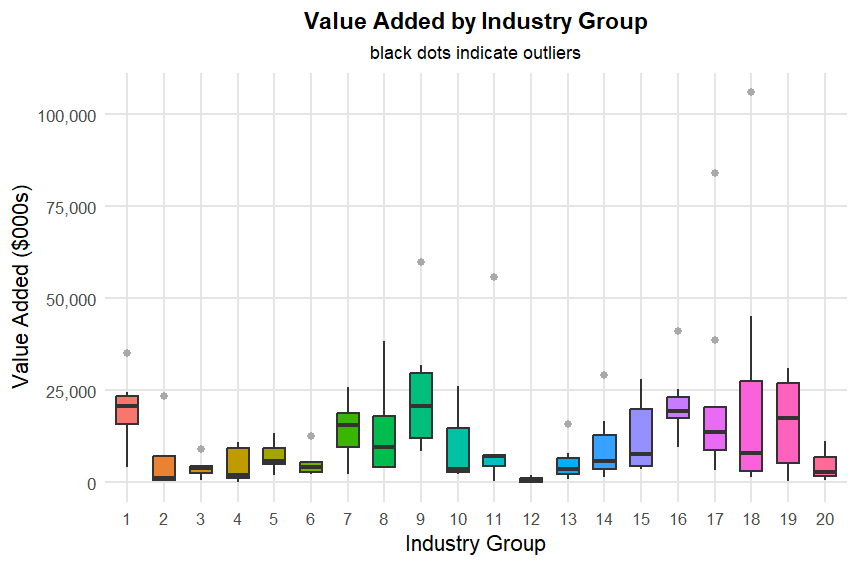 Value Added by Industry Group
black dots indicate outliers
Value Added ($000s)
100,000
75,000
50,000
25,000
0
1 2 3 4 5 6 7 8 9 10 11 12 13 14 15 16 17 18 19 20
Industry Group